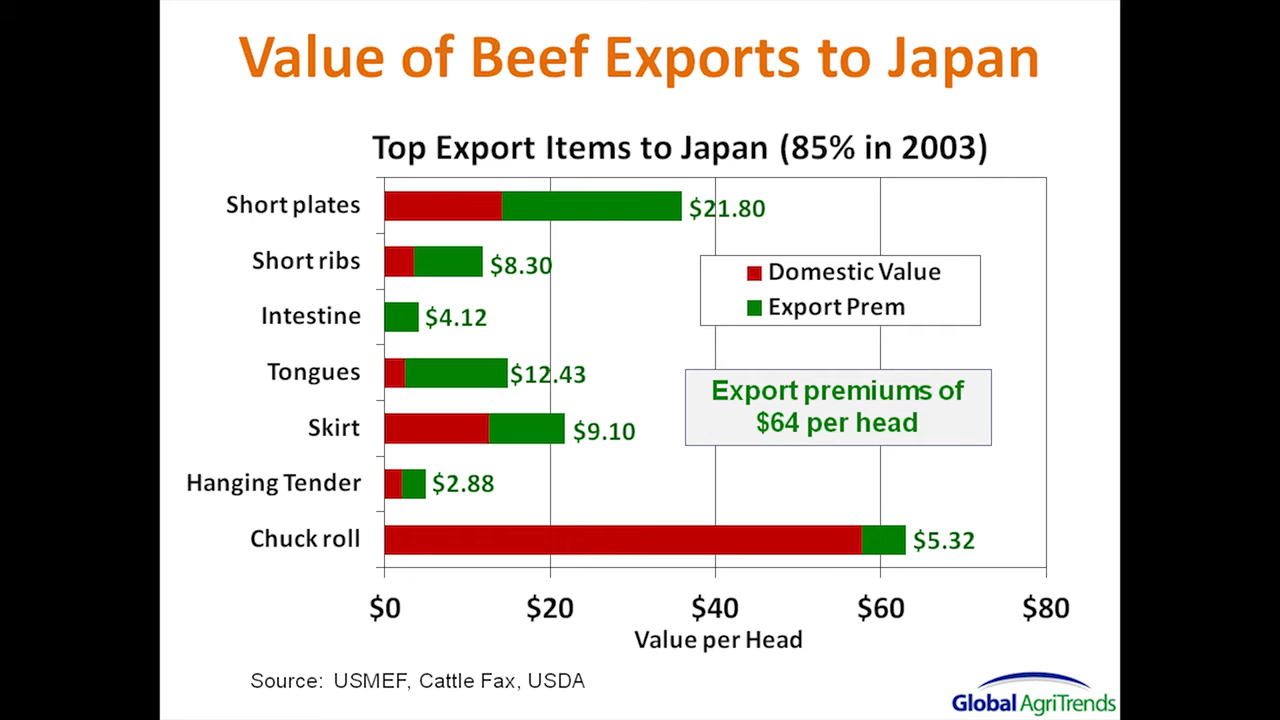 Value of Beef Exports to Japan
Top Export Items to Japan (85% in 2003)
Short plates
$21.80
Short ribs
$8.30
Intestine
$4.12
Tongues
$12.43
Skirt
$9.10
Hanging Tender
$2.88
Chuck roll
$5.32
Domestic Value
Export Prem
Export premiums of
$64 per head
$0
$20
$40
$60
$80
Value per Head
Source: USMEF, Cattle Fax, USDA
Global AgriTrends